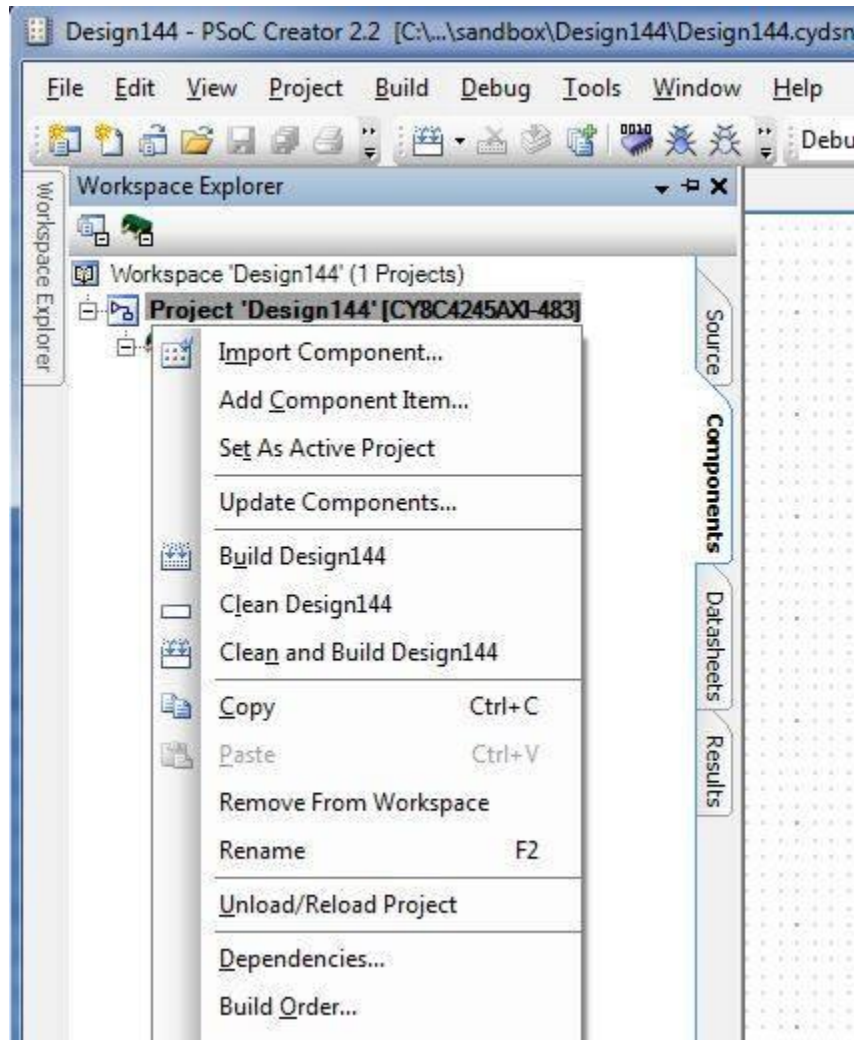 Design144 - PSoC Creator 2.2 [C:\...\sandbox\Design144\Design144.cydsn
File Edit View Project Build Debug Tools Window Help
0010
Debu
Workspace Explorer
Workspace Explorer
Workspace 'Design144' (1 Projects)
Project 'Design144' [CY8C4245AXI-483]
Import Component...
Add Component Item...
Set As Active Project
Update Components...
Build Design144
Clean Design144
Clean and Build Design144
Copy Ctrl+C
Paste Ctrl+V
Remove From Workspace
Rename F2
Unload/Reload Project
Dependencies...
Build Order...
Source
Components
Datasheets
Results